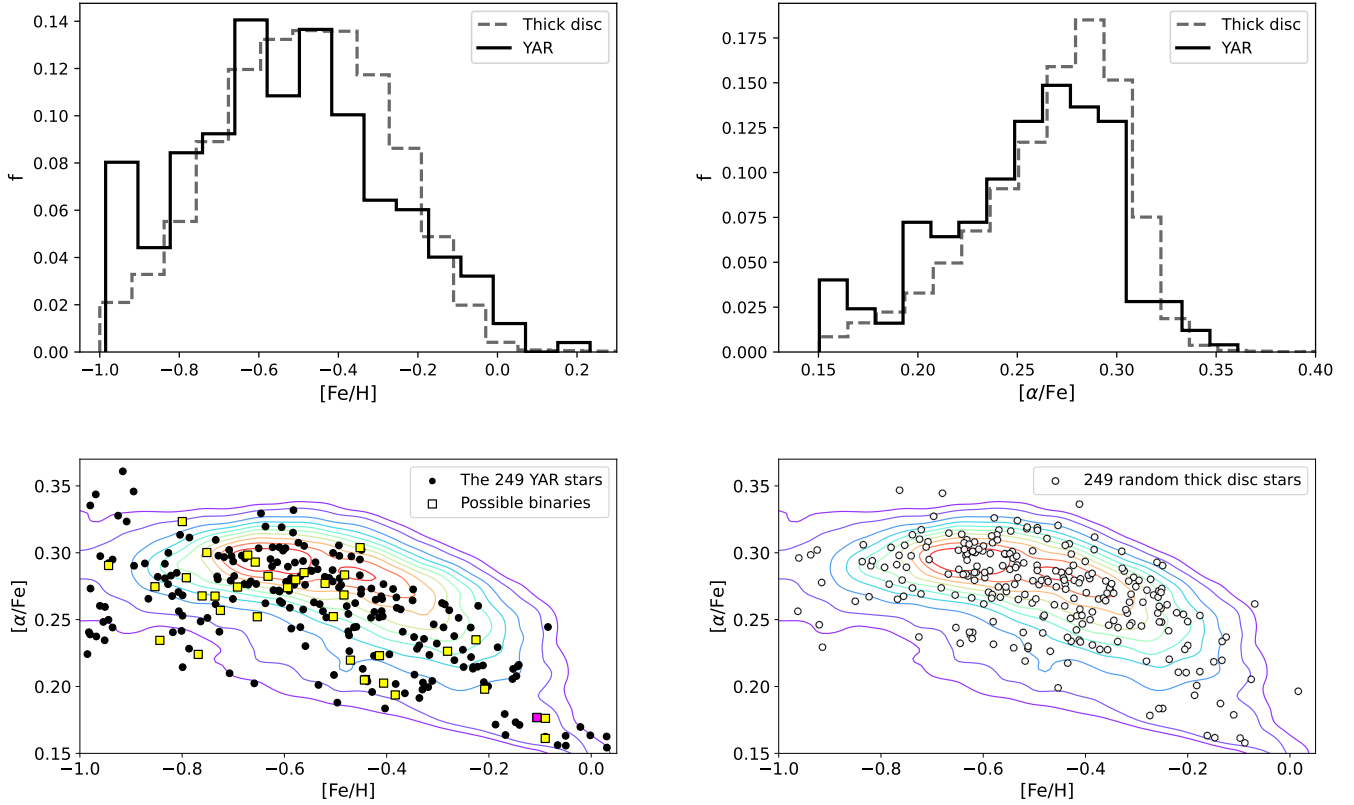 Thick disc
YAR
f
0.14
0.12
0.10
0.08
0.06
0.04
0.02
0.00
−1.0 −0.8 −0.6 −0.4 −0.2 0.0 0.2
[Fe/H]
Thick disc
YAR
f
0.175
0.150
0.125
0.100
0.075
0.050
0.025
0.000
0.15 0.20 0.25 0.30 0.35 0.40
[α/Fe]
The 249 YAR stars
Possible binaries
[α/Fe]
0.35
0.30
0.25
0.20
0.15
−1.0 −0.8 −0.6 −0.4 −0.2 0.0
[Fe/H]
249 random thick disc stars
[α/Fe]
0.35
0.30
0.25
0.20
0.15
−1.0 −0.8 −0.6 −0.4 −0.2 0.0
[Fe/H]